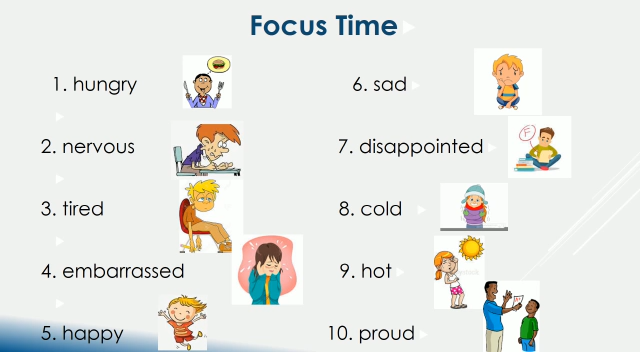 Focus Time
1. hungry
2. nervous
3. tired
4. embarrassed
5. happy
6. sad
7. disappointed
F
8. cold
9. hot
10. proud